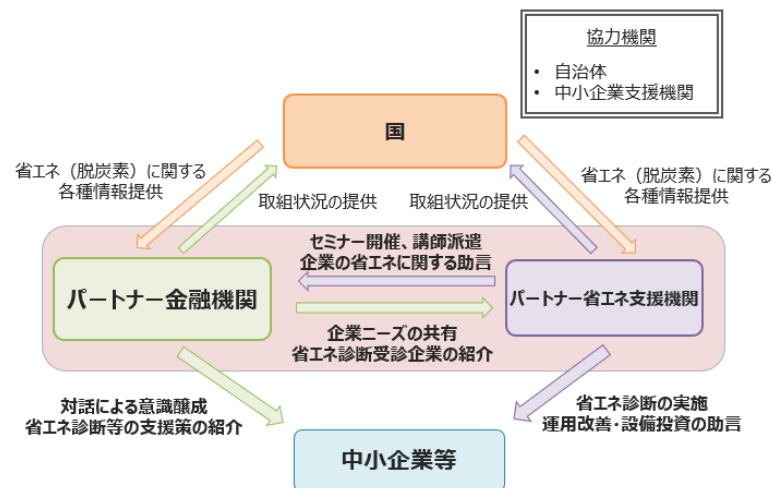 協力機関
• 自治体
• 中小企業支援機関
国
省エネ（脱炭素）に関する
各種情報提供
取組状況の提供
取組状況の提供
省エネ（脱炭素）に関する
各種情報提供
セミナー開催、講師派遣
企業の省エネに関する助言
パートナー金融機関
パートナー省エネ支援機関
企業ニーズの共有
省エネ診断受診企業の紹介
対話による意識醸成
省エネ診断等の支援策の紹介
省エネ診断の実施
運用改善・設備投資の助言
中小企業等